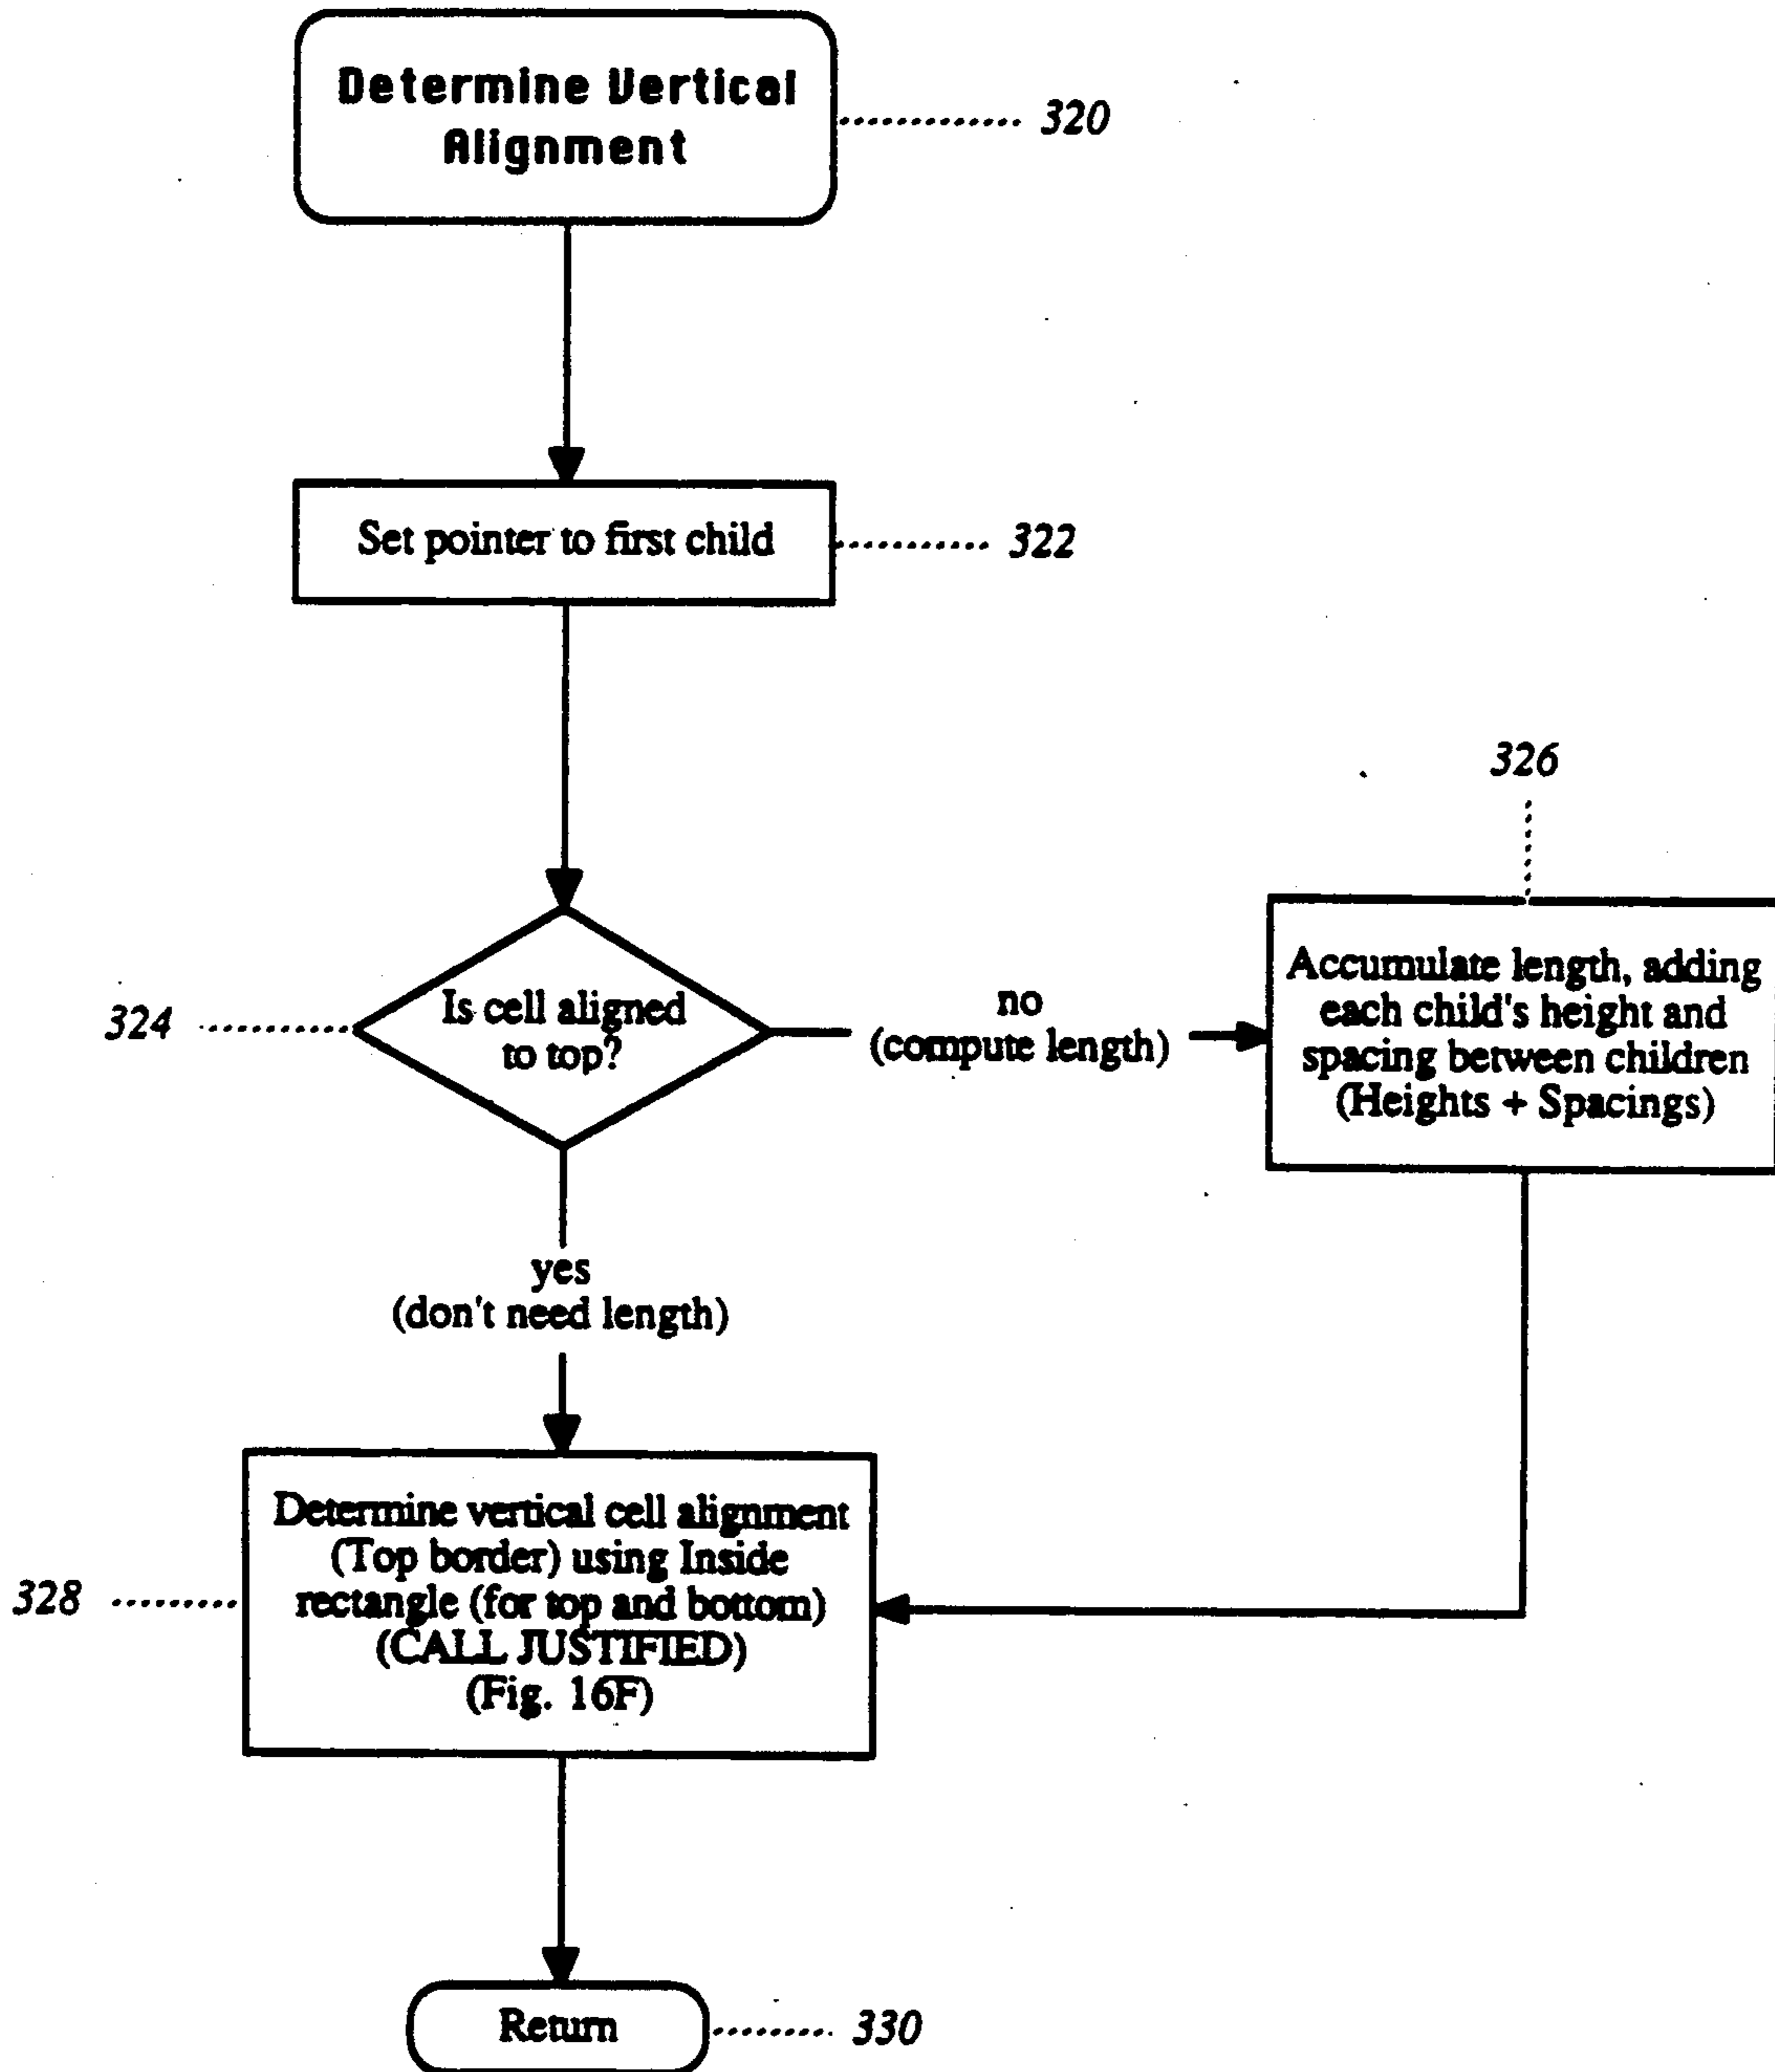 Determine Vertical
Alignment
320
Set pointer to first child
322
326
Is cell aligned
to top?
324
no
(compute length)
Accumulate length, adding
each child's height and
spacing between children
(Heights + Spacings)
yes
(don't need length)
Determine vertical cell alignment
(Top border) using Inside
rectangle (for top and bottom)
(CALL JUSTIFIED)
(Fig. 16F)
328
Return
330